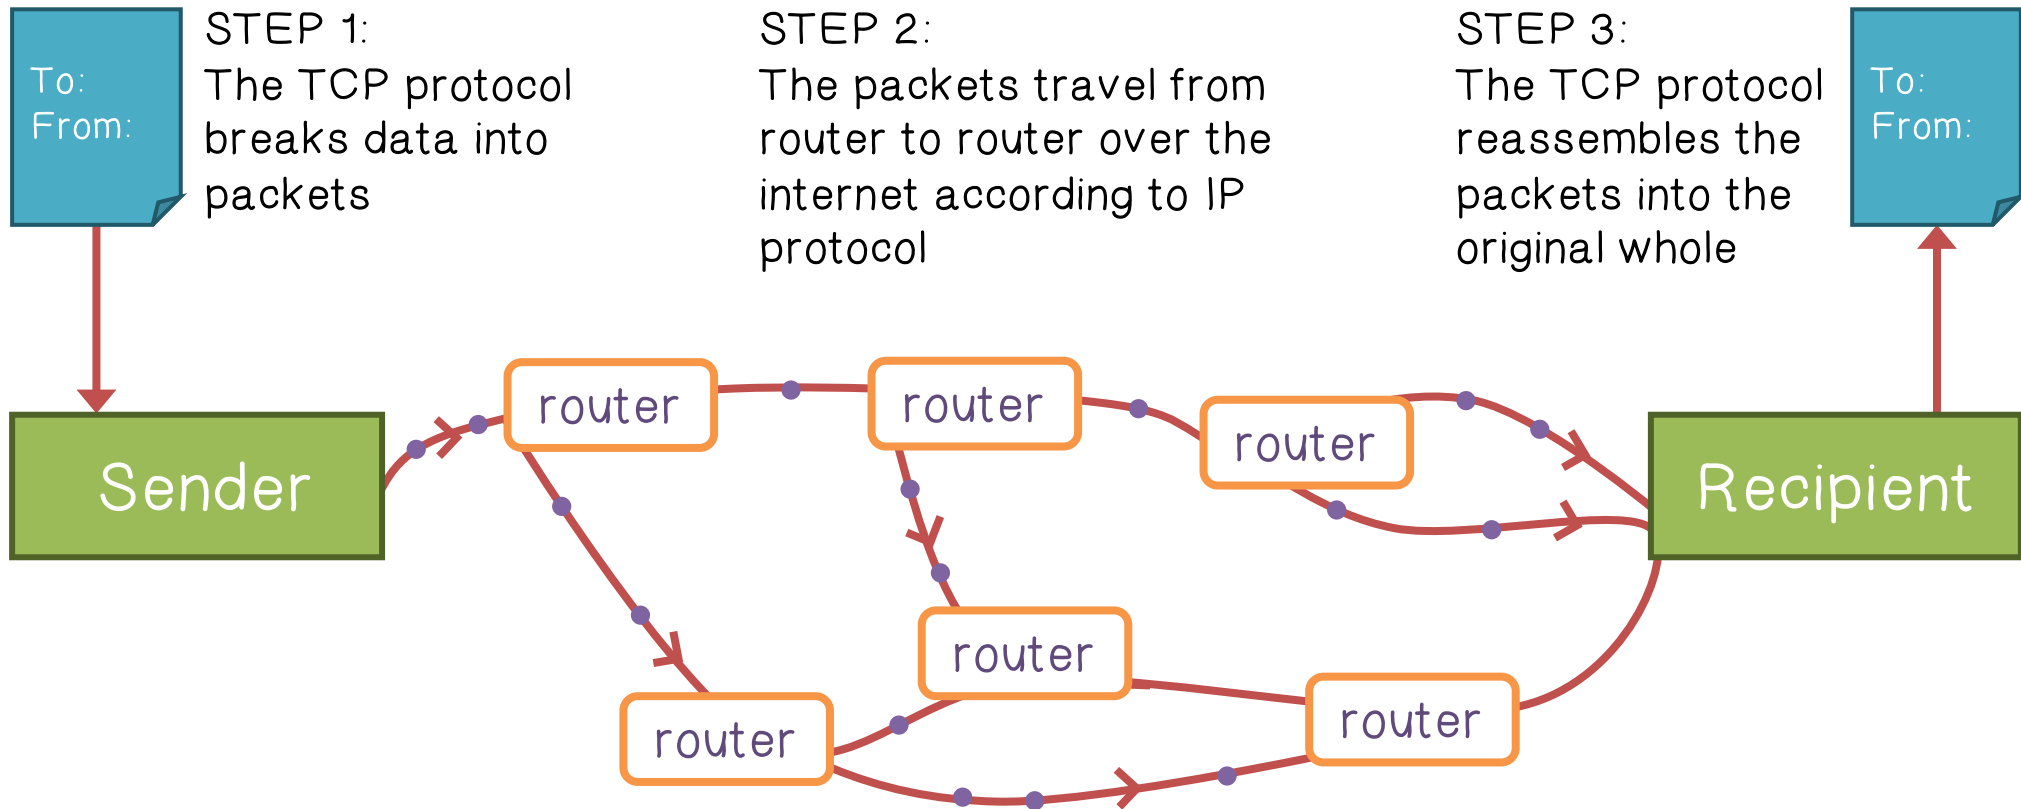 To:
From:
STEP 1:
The TCP protocol
breaks data into
packets
STEP 2:
The packets travel from
router to router over the
internet according to IP
protocol
STEP 3:
The TCP protocol
reassembles the
packets into the
original whole
To:
From:
Sender
router
router
router
Recipient
router
router
router